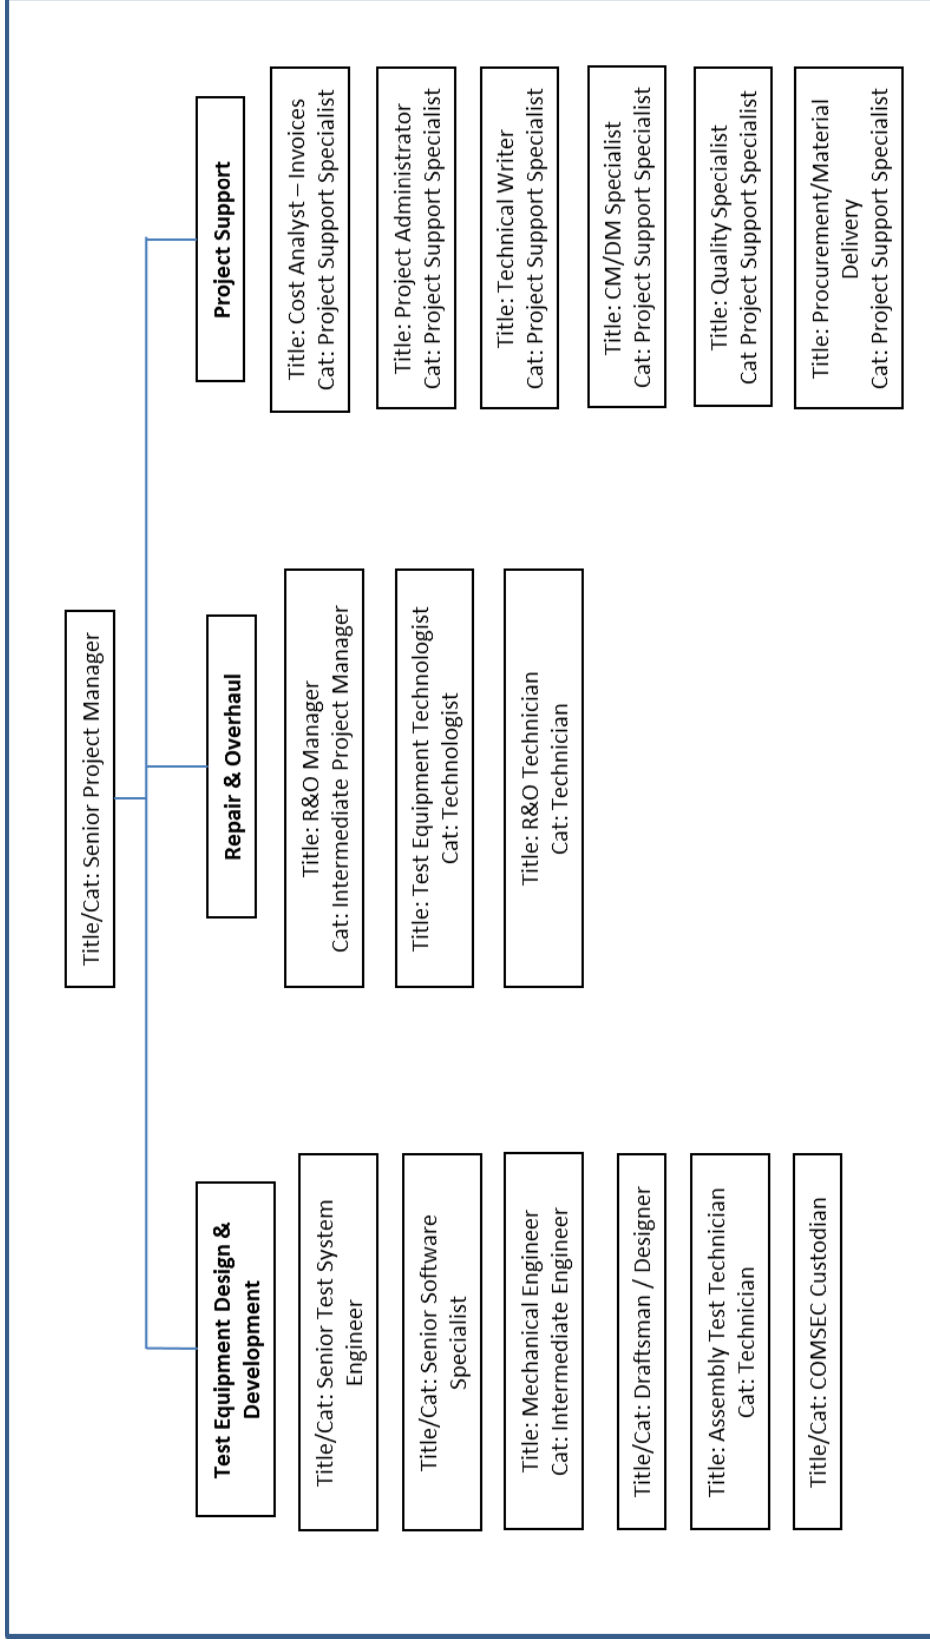 Title/Cat: Senior Project Manager
Test Equipment Design &
Development
Title/Cat: Senior Test System
Engineer
Title/Cat: Senior Software
Specialist
Title: Mechanical Engineer
Cat: Intermediate Engineer
Title/Cat: Draftsman / Designer
Title: Assembly Test Technician
Cat: Technician
Title/Cat: COMSEC Custodian
Repair & Overhaul
Title: R&O Manager
Cat: Intermediate Project Manager
Title: Test Equipment Technologist
Cat: Technologist
Title: R&O Technician
Cat: Technician
Project Support
Title: Cost Analyst – Invoices
Cat: Project Support Specialist
Title: Project Administrator
Cat: Project Support Specialist
Title: Technical Writer
Cat: Project Support Specialist
Title: CM/DM Specialist
Cat: Project Support Specialist
Title: Quality Specialist
Cat Project Support Specialist
Title: Procurement/Material
Delivery
Cat: Project Support Specialist